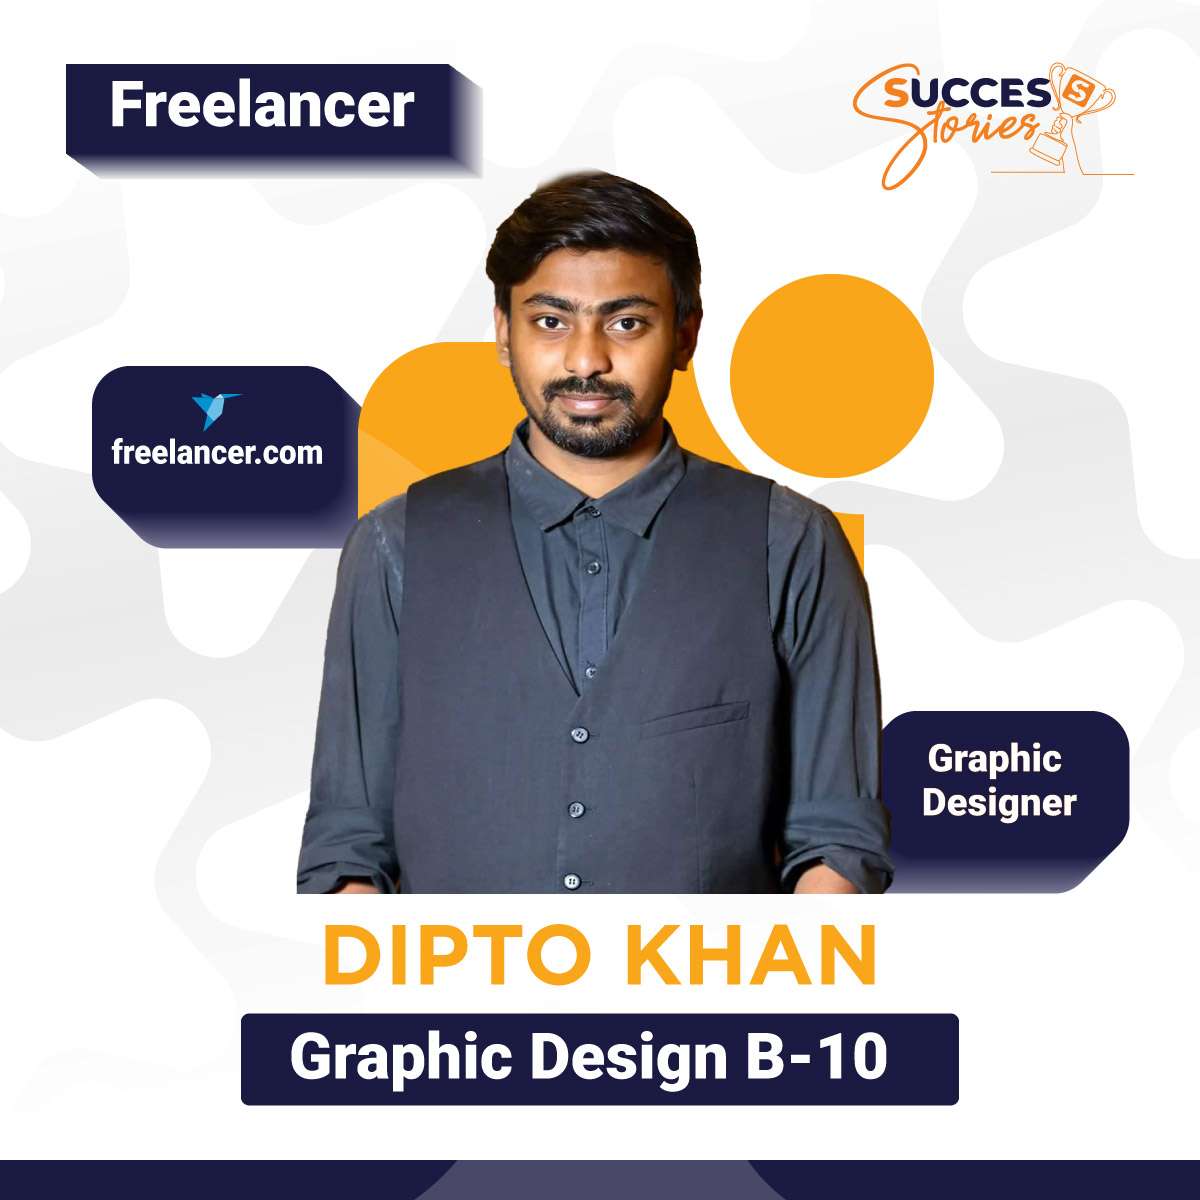 Freelancer
SUCCESS
Stories
freelancer.com
Graphic
Designer
DIPTO KHAN
Graphic Design B-10